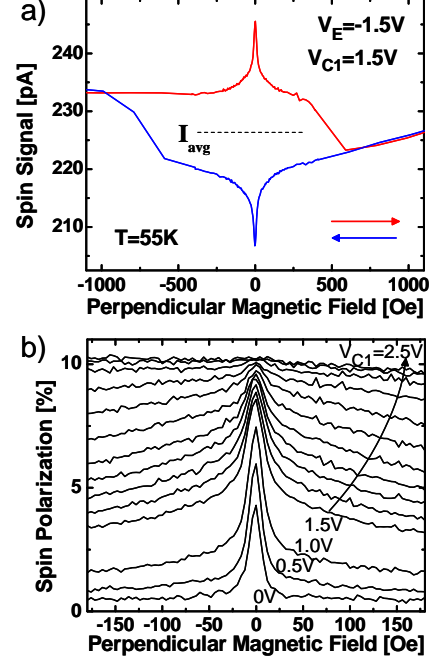 a)
V_E=-1.5V
V_C1=1.5V
240
230
220
210
Spin Signal [pA]
I_avg
T=55K
-1000 -500 0 500 1000
Perpendicular Magnetic Field [Oe]
b)
10
5
0
Spin Polarization [%]
V_C1=2.5V
1.5V
1.0V
0.5V
0V
-150 -100 -50 0 50 100 150
Perpendicular Magnetic Field [Oe]